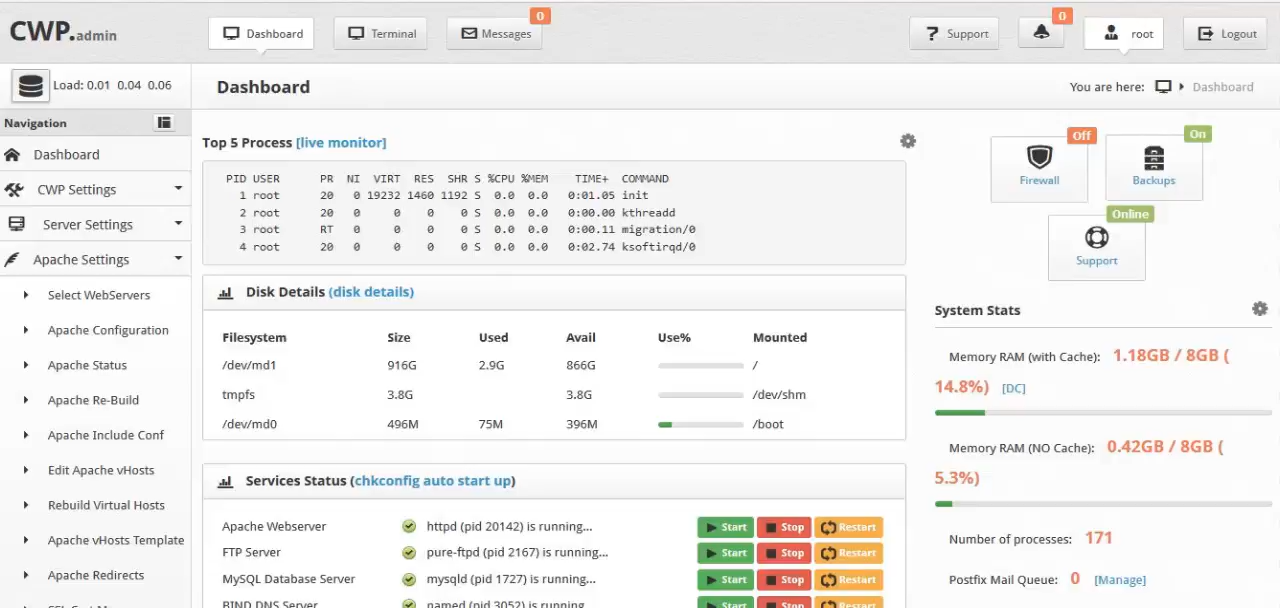 CWP.admin
Dashboard
Terminal
Messages
0
Support
0
root
Logout
Load: 0.01 0.04 0.06
Dashboard
You are here: Dashboard
Navigation
Dashboard
CWP Settings
Server Settings
Apache Settings
Select WebServers
Apache Configuration
Apache Status
Apache Re-Build
Apache Include Conf
Edit Apache vHosts
Rebuild Virtual Hosts
Apache vHosts Template
Apache Redirects
Top 5 Process [live monitor]
PID USER PR NI VIRT RES SHR S %CPU %MEM TIME+ COMMAND
1 root 20 0 19232 1460 1192 S 0.0 0.0 0:01.05 init
2 root 20 0 0 0 0 S 0.0 0.0 0:00.00 kthreadd
3 root RT 0 0 0 0 S 0.0 0.0 0:00.11 migration/0
4 root 20 0 0 0 0 S 0.0 0.0 0:02.74 ksoftirqd/0
Disk Details (disk details)
Filesystem Size Used Avail Use% Mounted
/dev/md1 916G 2.9G 866G /
tmpfs 3.8G 3.8G /dev/shm
/dev/md0 496M 75M 396M /boot
Services Status (chkconfig auto start up)
Apache Webserver httpd (pid 20142) is running... Start Stop Restart
FTP Server pure-ftpd (pid 2167) is running... Start Stop Restart
MySQL Database Server mysqld (pid 1727) is running... Start Stop Restart
BIND DNS Server named (pid 3052) is running... Start Stop Restart
Off
Firewall
On
Backups
Online
Support
System Stats
Memory RAM (with Cache): 1.18GB / 8GB (
14.8%) [DC]
Memory RAM (NO Cache): 0.42GB / 8GB (
5.3%)
Number of processes: 171
Postfix Mail Queue: 0 [Manage]